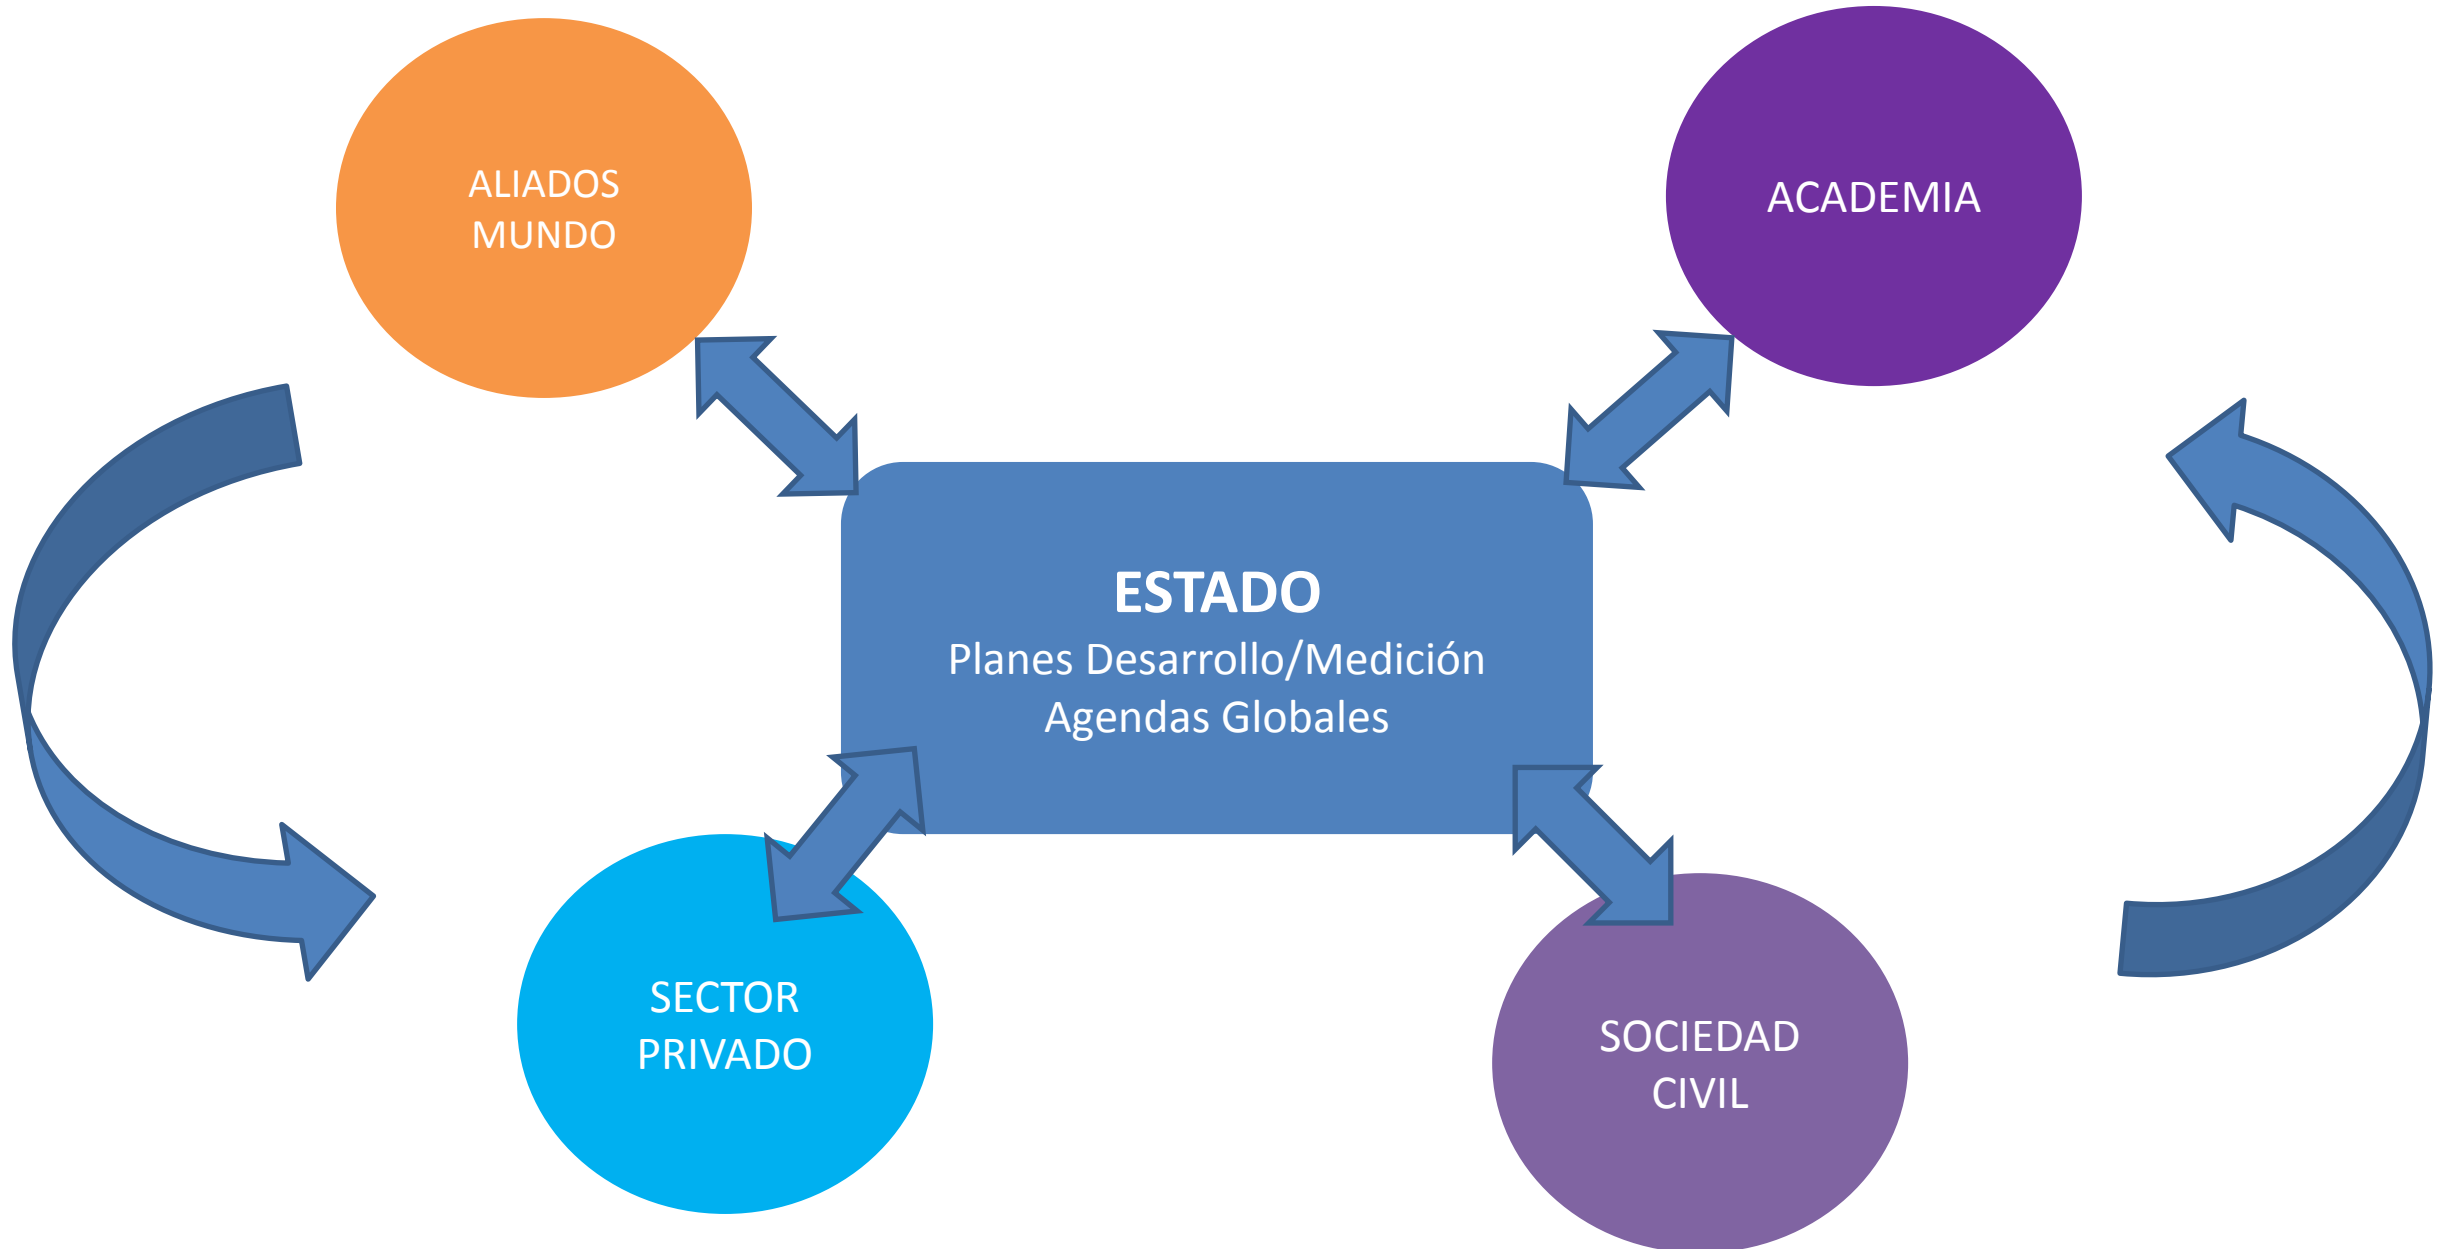 ALIADOS
MUNDO
ACADEMIA
ESTADO
Planes Desarrollo/Medición
Agendas Globales
SECTOR
PRIVADO
SOCIEDAD
CIVIL